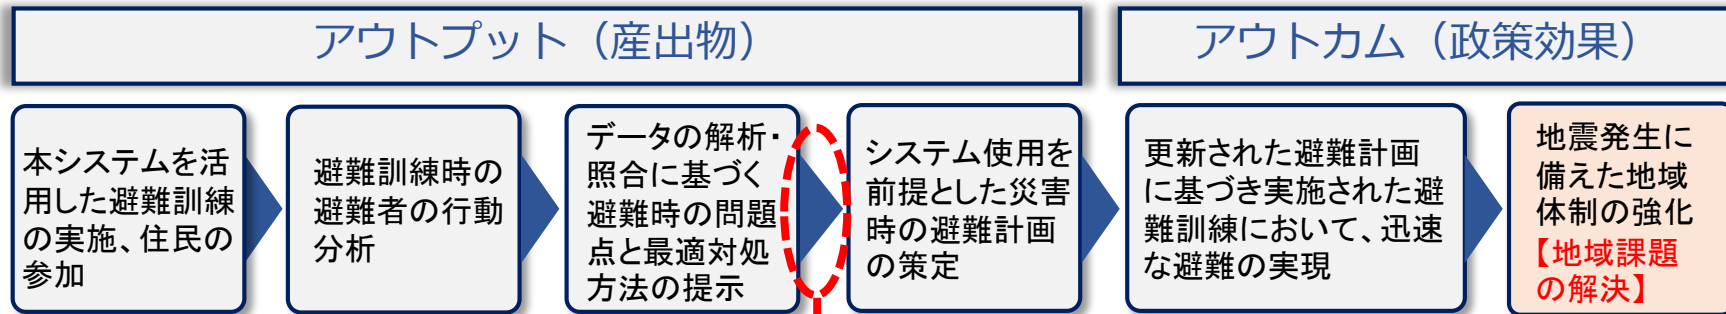 アウトプット（産出物）
アウトカム（政策効果）
本システムを活
用した避難訓練
の実施、住民の
参加
避難訓練時の
避難者の行動
分析
データの解析・
照合に基づく
避難時の問題
点と最適対処
方法の提示
システム使用を
前提とした災害
時の避難計画
の策定
更新された避難計画
に基づき実施された避
難訓練において、迅速
な避難の実現
地震発生に
備えた地域
体制の強化
【地域課題
の解決】